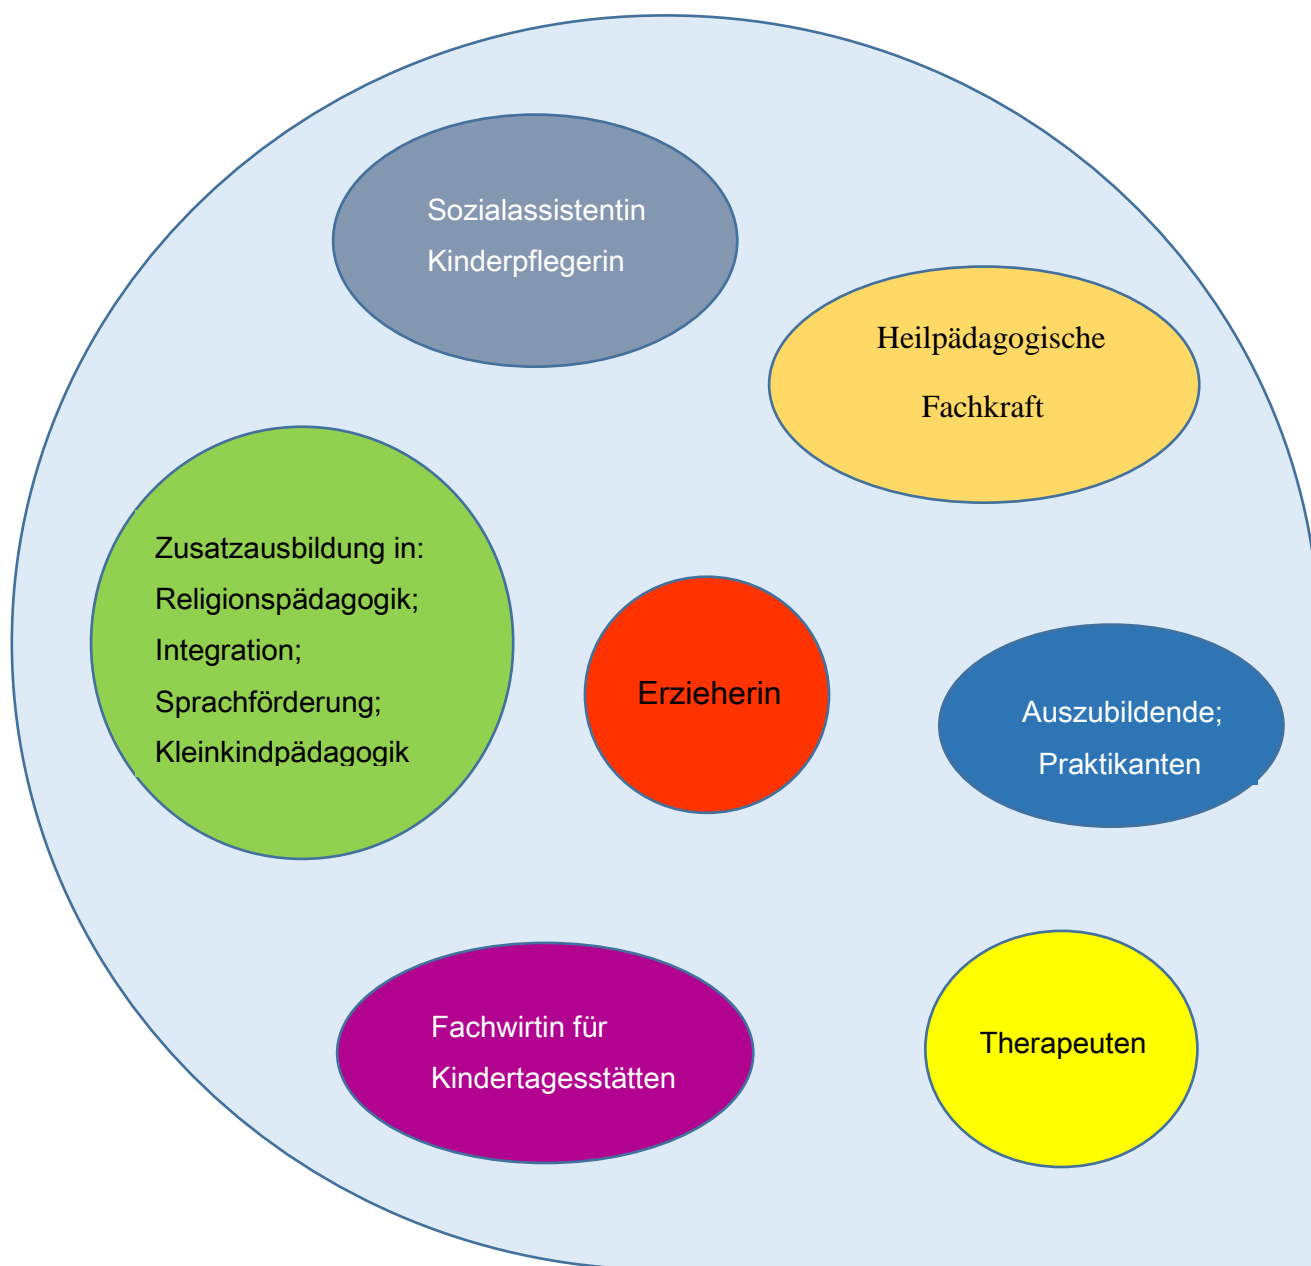 Sozialassistentin
Kinderpflegerin
Heilpädagogische
Fachkraft
Zusatzausbildung in:
Religionspädagogik;
Integration;
Sprachförderung;
Kleinkindpädagogik
Erzieherin
Auszubildende;
Praktikanten
Fachwirtin für
Kindertagesstätten
Therapeuten